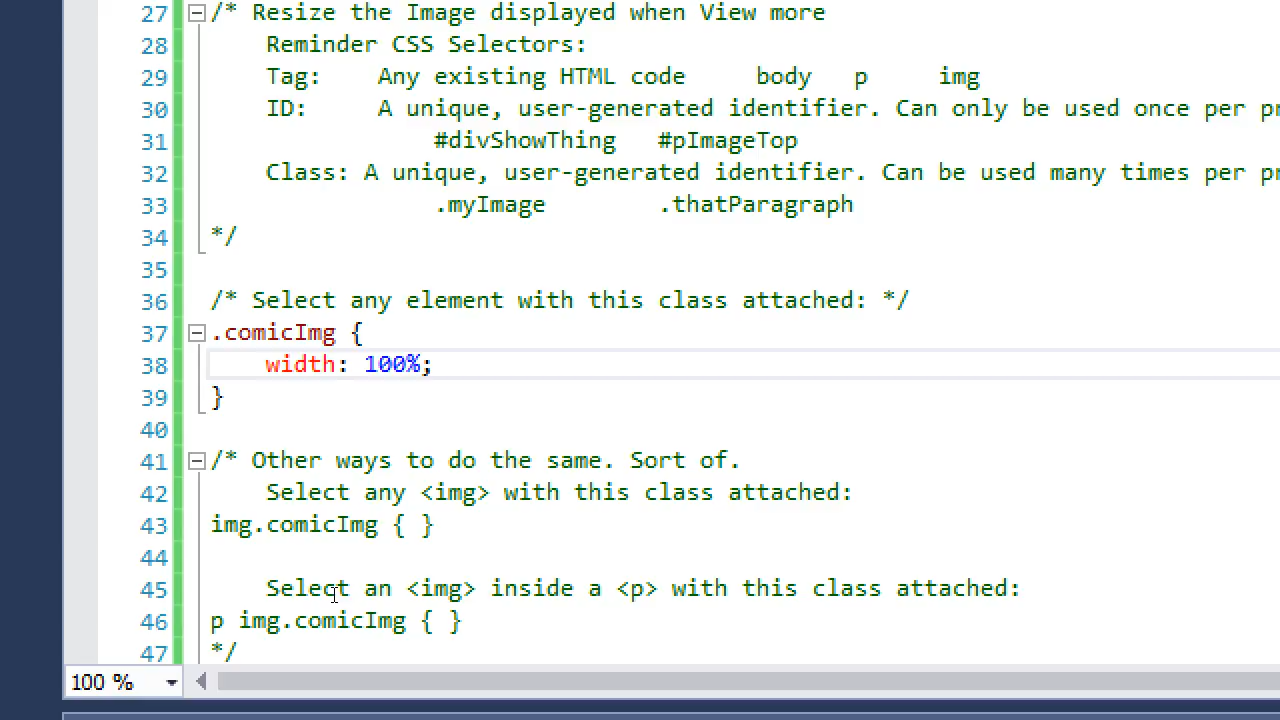 27 /* Resize the Image displayed when View more
28 Reminder CSS Selectors:
29 Tag: Any existing HTML code body p img
30 ID: A unique, user-generated identifier. Can only be used once per
31 #divShowThing #pImageTop
32 Class: A unique, user-generated identifier. Can be used many times per
33 .myImage .thatParagraph
34 */
35
36 /* Select any element with this class attached: */
37 .comicImg {
38 width: 100%;
39 }
40
41 /* Other ways to do the same. Sort of.
42 Select any <img> with this class attached:
43 img.comicImg { }
44
45 Select an <img> inside a <p> with this class attached:
46 p img.comicImg { }
47 */
100 %